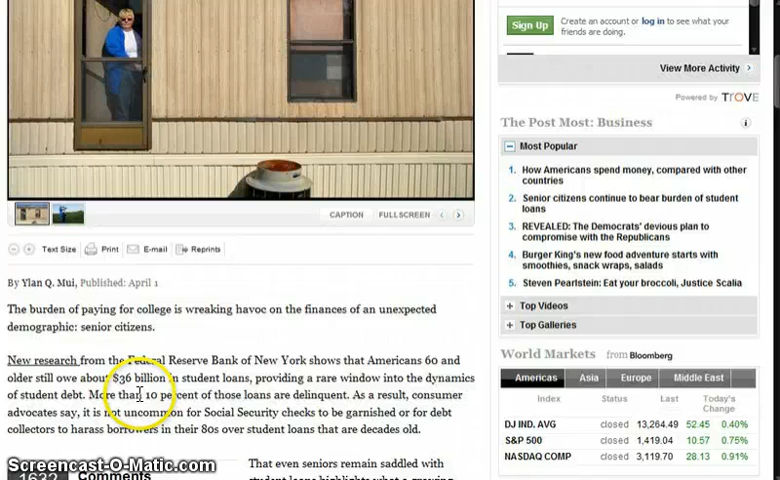 Sign Up
Create an account or log in to see what your
friends are doing.
View More Activity
Powered by TROVE
The Post Most: Business
i
Most Popular
1. How Americans spend money, compared with other
countries
2. Senior citizens continue to bear burden of student
loans
3. REVEALED: The Democrats' devious plan to
compromise with the Republicans
4. Burger King's new food adventure starts with
smoothies, snack wraps, salads
5. Steven Pearlstein: Eat your broccoli, Justice Scalia
Top Videos
Top Galleries
World Markets from Bloomberg
Americas Asia Europe Middle East
Index Status Last Today's
Change
DJ IND. AVG closed 13,264.49 52.45 0.40%
S&P 500 closed 1,419.04 10.57 0.75%
NASDAQ COMP closed 3,119.70 28.13 0.91%
CAPTION FULL SCREEN
Text Size Print E-mail Reprints
By Ylan Q. Mui, Published: April 1
The burden of paying for college is wreaking havoc on the finances of an unexpected
demographic: senior citizens.
New research from the Federal Reserve Bank of New York shows that Americans 60 and
older still owe about $36 billion in student loans, providing a rare window into the dynamics
of student debt. More than 10 percent of those loans are delinquent. As a result, consumer
advocates say, it is not uncommon for Social Security checks to be garnished or for debt
collectors to harass borrowers in their 80s over student loans that are decades old.
That even seniors remain saddled with
Screencast-O-Matic.com
1632 Comments
student loans highlights what a growing